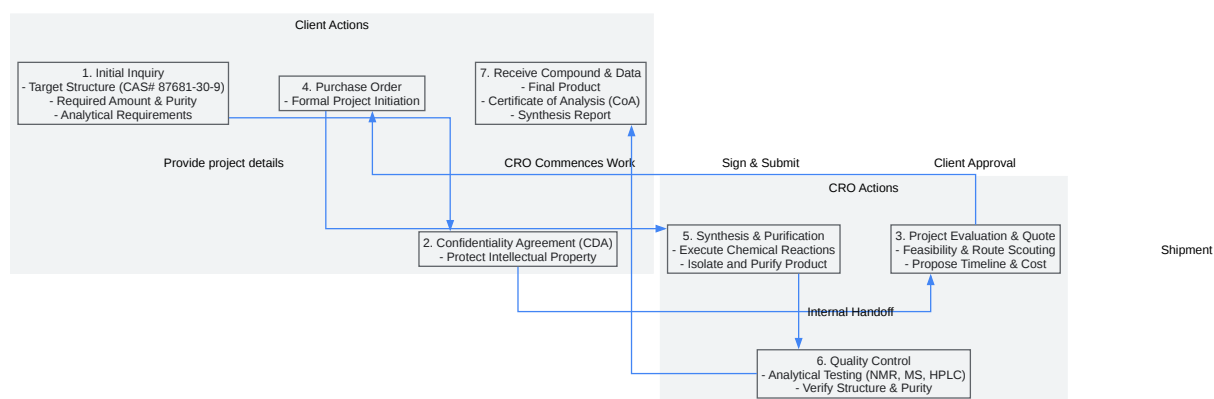 Client Actions
1. Initial Inquiry
- Target Structure (CAS# 87681-30-9)
- Required Amount & Purity
- Analytical Requirements
4. Purchase Order
- Formal Project Initiation
7. Receive Compound & Data
- Final Product
- Certificate of Analysis (CoA)
- Synthesis Report
Provide project details
CRO Commences Work
Sign & Submit
Client Approval
CRO Actions
2. Confidentiality Agreement (CDA)
- Protect Intellectual Property
5. Synthesis & Purification
- Execute Chemical Reactions
- Isolate and Purify Product
3. Project Evaluation & Quote
- Feasibility & Route Scouting
- Propose Timeline & Cost
Shipment
Internal Handoff
6. Quality Control
- Analytical Testing (NMR, MS, HPLC)
- Verify Structure & Purity